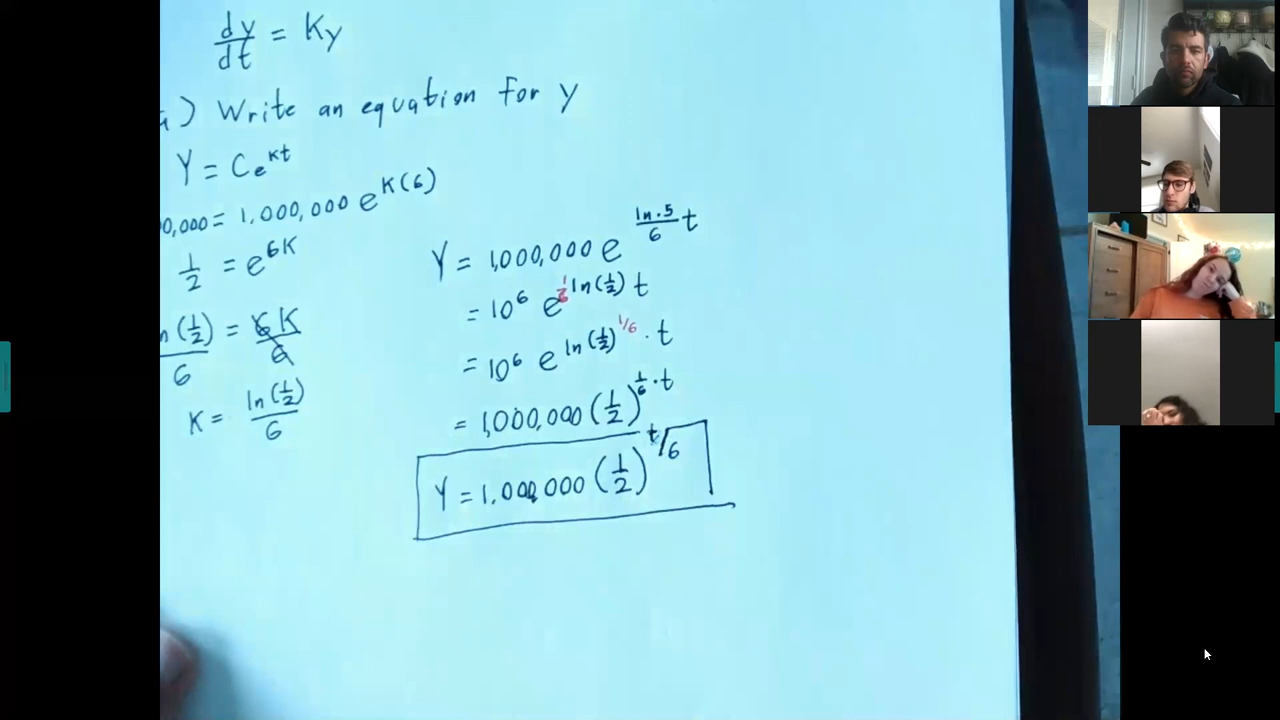 dy/dt = Ky
a) Write an equation for y
Y = Ce^kt
00,000 = 1,000,000 e^K(6)
1/2 = e^6K
ln(1/2)/6 = 6K/6
K = ln(1/2)/6
Y = 1,000,000 e^(ln .5/6 t)
= 10^6 e^(1/6 ln(1/2) t)
= 10^6 e^(ln(1/2)^1/6 · t)
= 1,000,000 (1/2)^(1/6 · t)
Y = 1,000,000 (1/2)^t/6